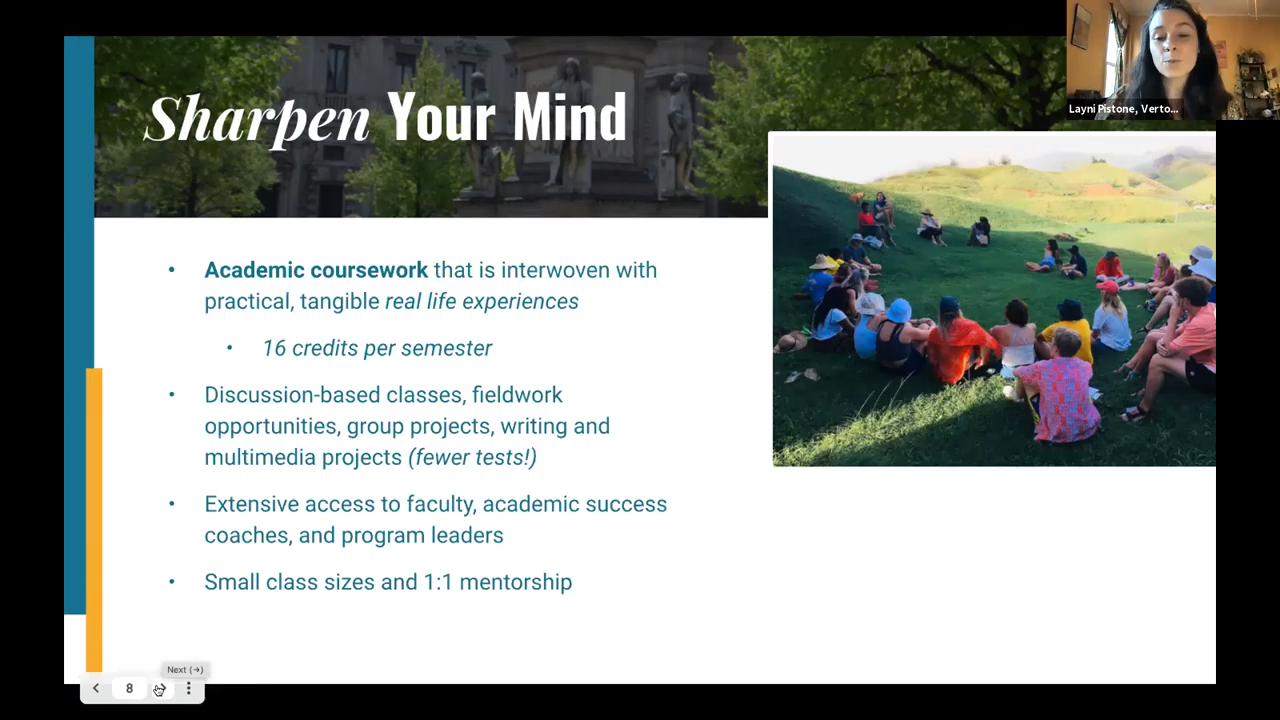 Sharpen Your Mind
Layni Pistone, Verto...
• Academic coursework that is interwoven with
practical, tangible real life experiences
• 16 credits per semester
• Discussion-based classes, fieldwork
opportunities, group projects, writing and
multimedia projects (fewer tests!)
• Extensive access to faculty, academic success
coaches, and program leaders
• Small class sizes and 1:1 mentorship
Next (→)
8